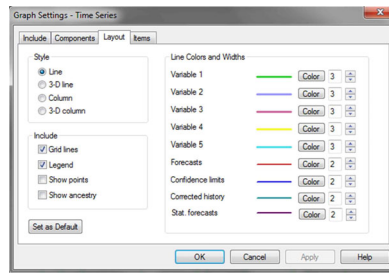 Graph Settings - Time Series
Include Components Layout Items
Style
Line
3-D line
Column
3-D column
Include
Grid lines
Legend
Show points
Show ancestry
Set as Default
Line Colors and Widths
Variable 1 Color 3
Variable 2 Color 3
Variable 3 Color 3
Variable 4 Color 3
Variable 5 Color 3
Forecasts Color 2
Confidence limits Color 2
Corrected history Color 2
Stat. forecasts Color 2
OK Cancel Apply Help